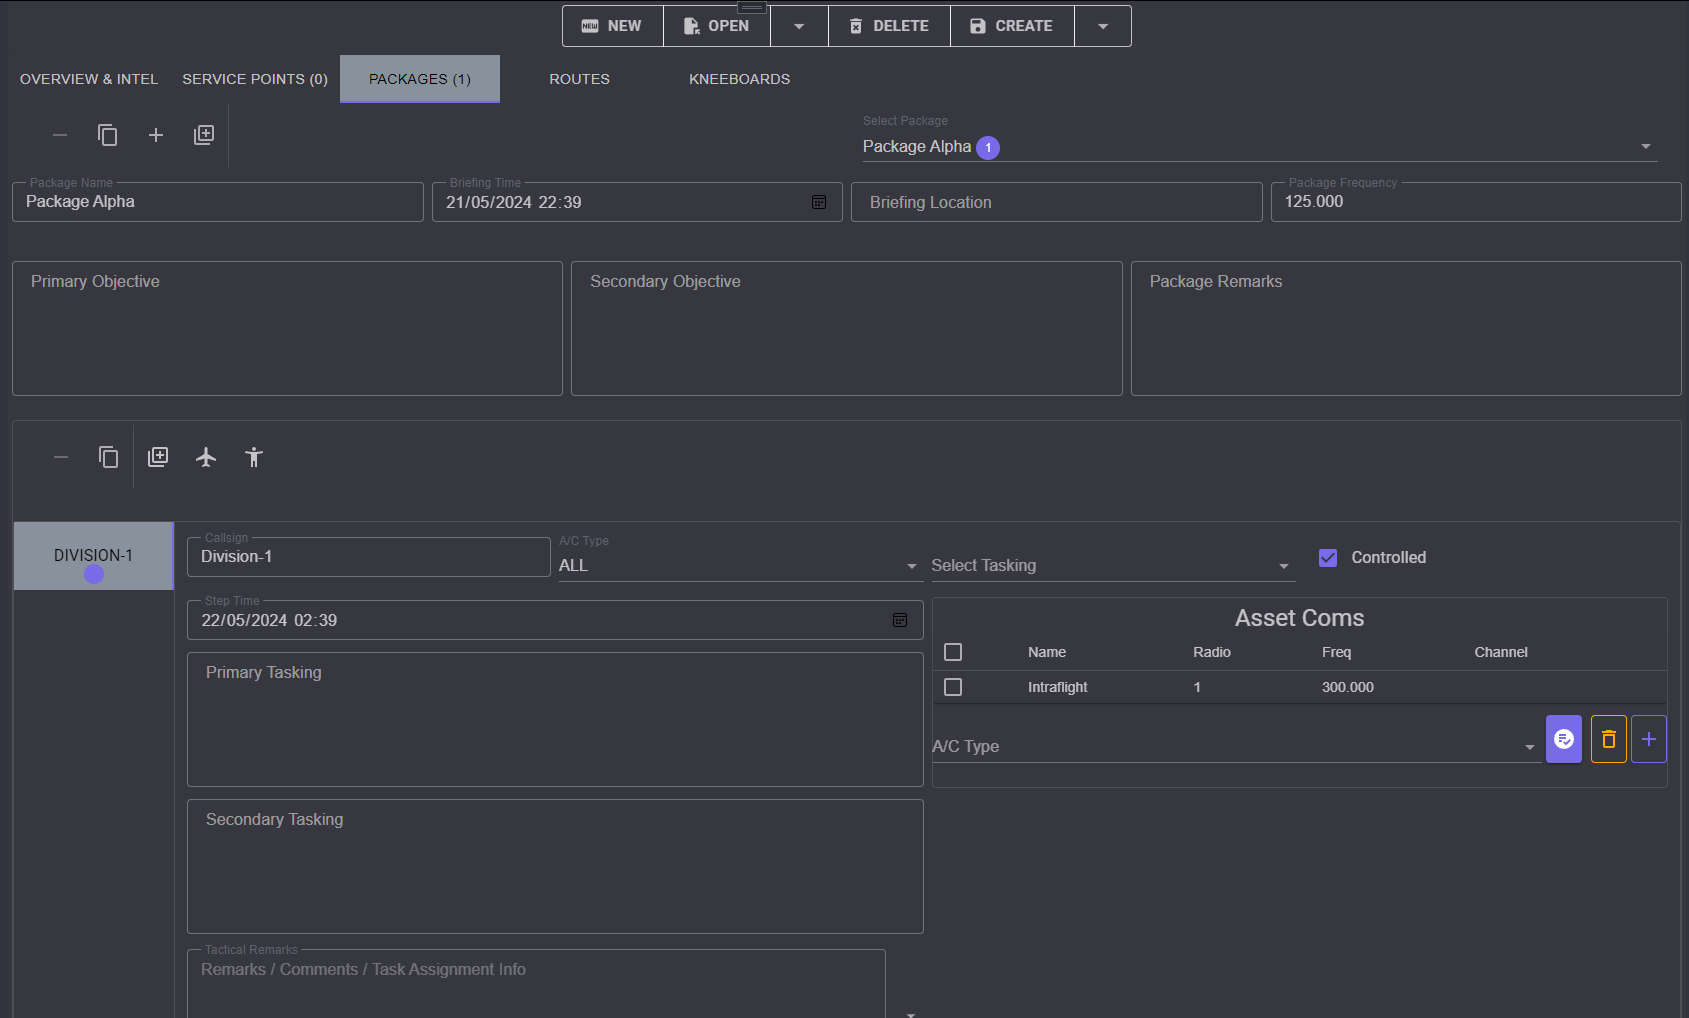 NEW OPEN DELETE CREATE
OVERVIEW & INTEL SERVICE POINTS (0) PACKAGES (1) ROUTES KNEEBOARDS
Select Package
Package Alpha 1
Package Name Briefing Time Package Frequency
Package Alpha 21/05/2024 22:39 Briefing Location 125.000
Primary Objective Secondary Objective Package Remarks
DIVISION-1
Callsign A/C Type
Division-1 ALL Select Tasking Controlled
Step Time
22/05/2024 02:39
Asset Coms
Name Radio Freq Channel
Intraflight 1 300.000
A/C Type
Primary Tasking
Secondary Tasking
Tactical Remarks
Remarks / Comments / Task Assignment Info